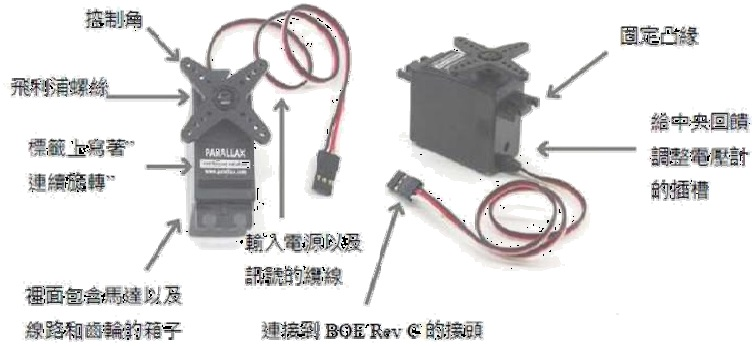 控制角
飛利浦螺絲
標籤上寫著”
連續旋轉”
PARALLAX
www.parallax.com
裡面包含馬達以及
線路和齒輪的箱子
輸入電源以及
訊號的纜線
連接到 BOE Rev C 的接頭
固定凸緣
給中央回饋
調整電壓計
的插槽